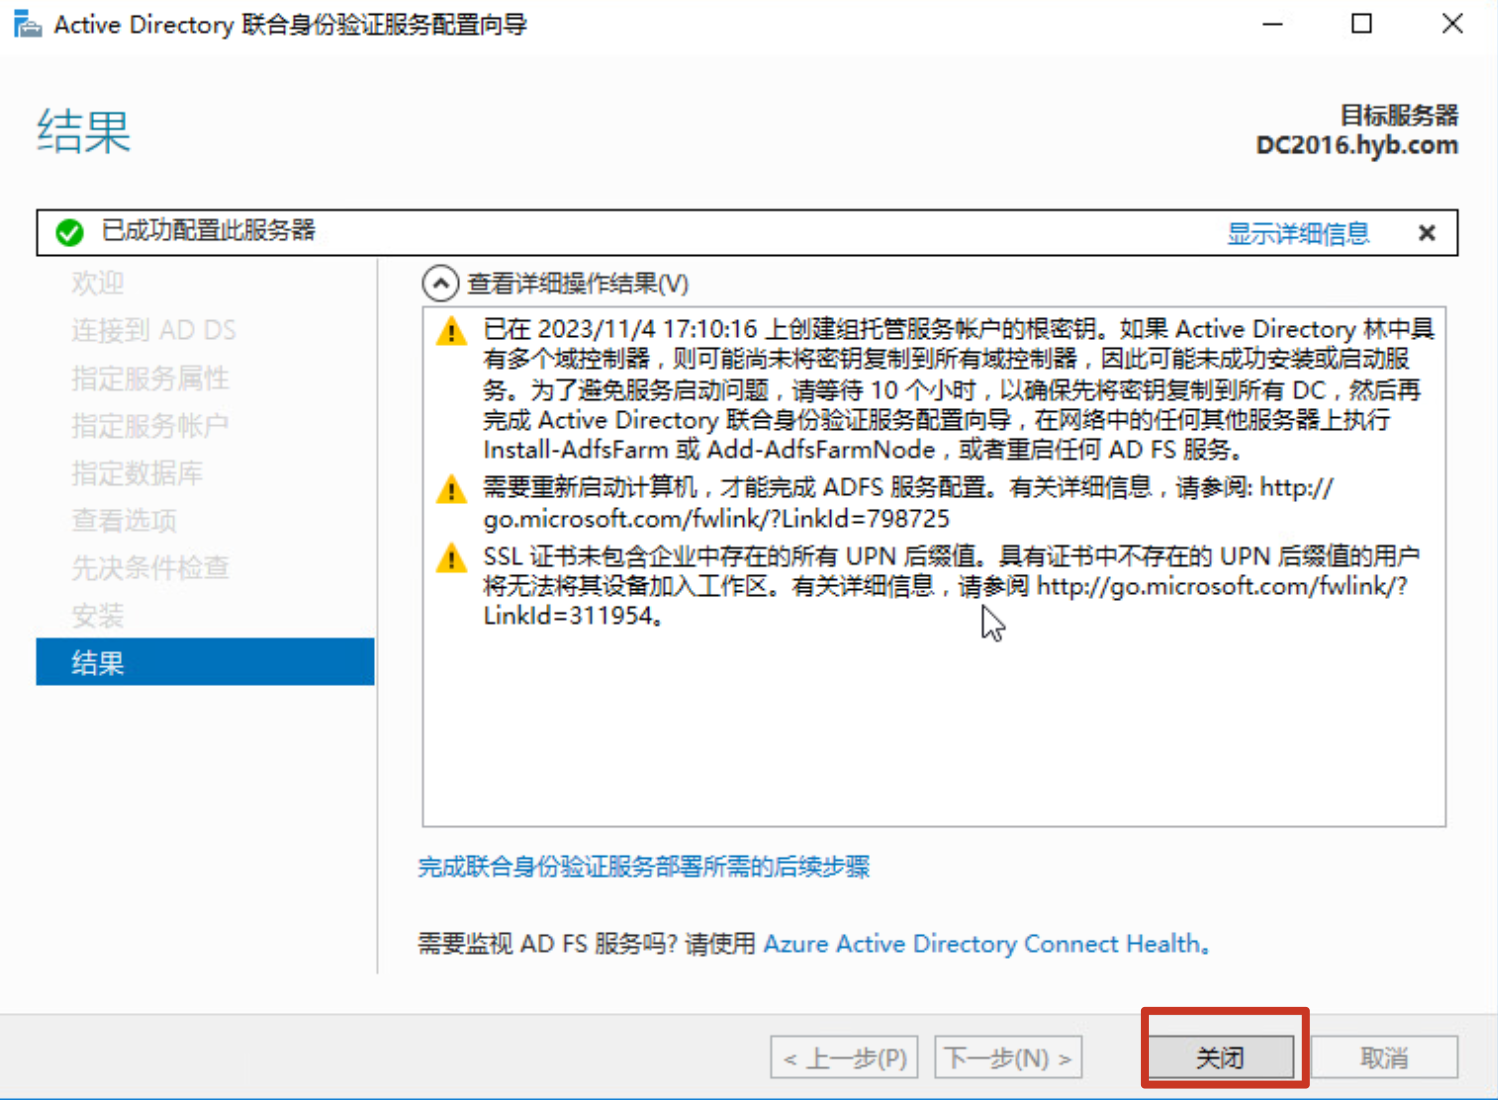 Active Directory 联合身份验证服务配置向导
结果
目标服务器
DC2016.hyb.com
已成功配置此服务器
显示详细信息
欢迎
连接到 AD DS
指定服务属性
指定服务帐户
指定数据库
查看选项
先决条件检查
安装
结果
查看详细操作结果(V)
已在 2023/11/4 17:10:16 上创建组托管服务帐户的根密钥。如果 Active Directory 林中具
有多个域控制器，则可能尚未将密钥复制到所有域控制器，因此可能未成功安装或启动服
务。为了避免服务启动问题，请等待 10 个小时，以确保先将密钥复制到所有 DC，然后再
完成 Active Directory 联合身份验证服务配置向导，在网络中的任何其他服务器上执行
Install-AdfsFarm 或 Add-AdfsFarmNode，或者重启任何 AD FS 服务。
需要重新启动计算机，才能完成 ADFS 服务配置。有关详细信息，请参阅: http://
go.microsoft.com/fwlink/?LinkId=798725
SSL 证书未包含企业中存在的所有 UPN 后缀值。具有证书中不存在的 UPN 后缀值的用户
将无法将其设备加入工作区。有关详细信息，请参阅 http://go.microsoft.com/fwlink/?
LinkId=311954。
完成联合身份验证服务部署所需的后续步骤
需要监视 AD FS 服务吗? 请使用 Azure Active Directory Connect Health。
< 上一步(P)
下一步(N) >
关闭
取消